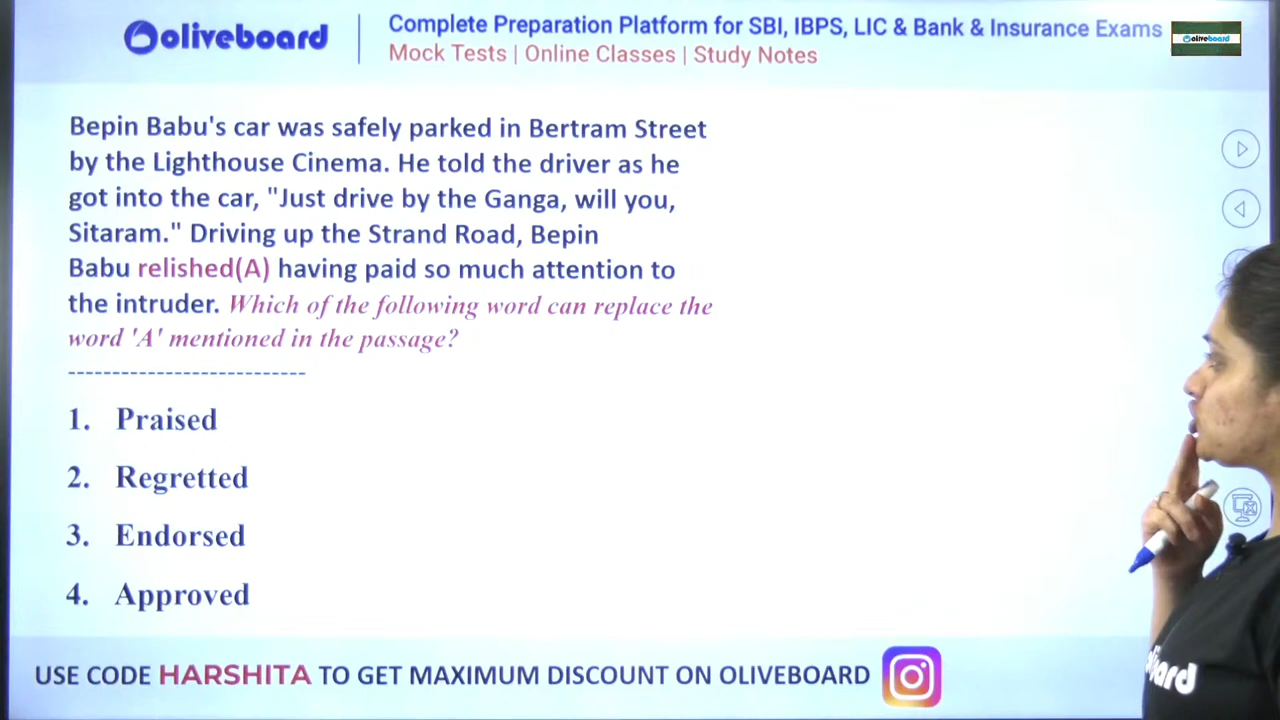 oliveboard
Complete Preparation Platform for SBI, IBPS, LIC & Bank & Insurance Exams
Mock Tests | Online Classes | Study Notes
oliveboard
Bepin Babu's car was safely parked in Bertram Street
by the Lighthouse Cinema. He told the driver as he
got into the car, "Just drive by the Ganga, will you,
Sitaram." Driving up the Strand Road, Bepin
Babu relished(A) having paid so much attention to
the intruder. Which of the following word can replace the
word 'A' mentioned in the passage?
---------------------------
1. Praised
2. Regretted
3. Endorsed
4. Approved
USE CODE HARSHITA TO GET MAXIMUM DISCOUNT ON OLIVEBOARD